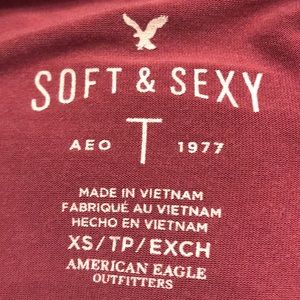 SOFT & SEXY
AEO T 1977
MADE IN VIETNAM
FABRIQUÉ AU VIETNAM
HECHO EN VIETNAM
XS/TP/EXCH
AMERICAN EAGLE
OUTFITTERS